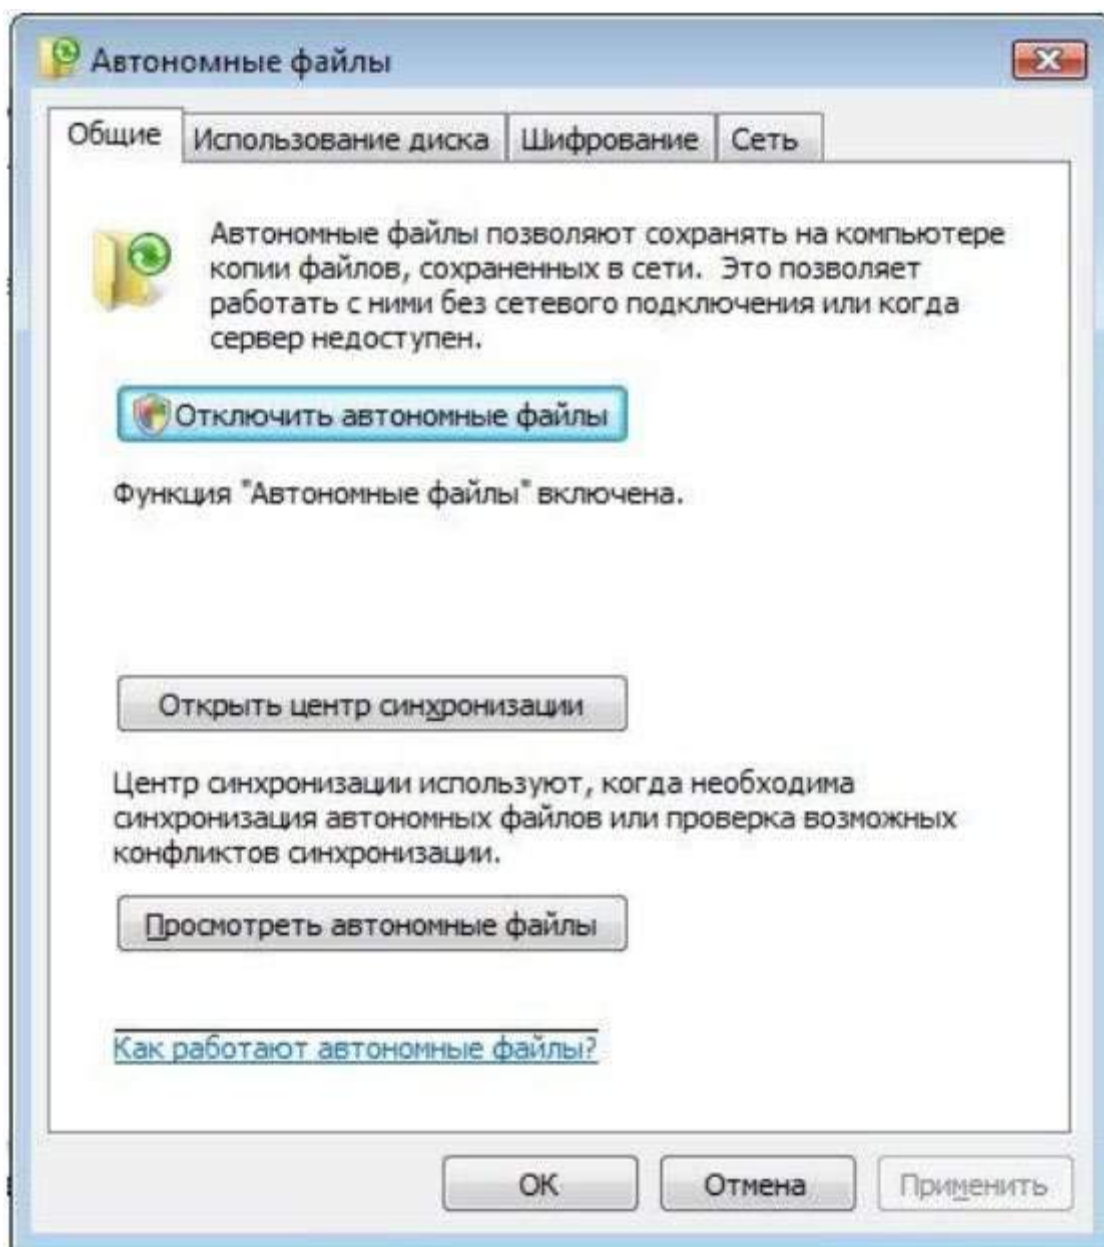 Автономные файлы
Общие Использование диска Шифрование Сеть
Автономные файлы позволяют сохранять на компьютере
копии файлов, сохраненных в сети. Это позволяет
работать с ними без сетевого подключения или когда
сервер недоступен.
Отключить автономные файлы
Функция "Автономные файлы" включена.
Открыть центр синхронизации
Центр синхронизации используют, когда необходима
синхронизация автономных файлов или проверка возможных
конфликтов синхронизации.
Просмотреть автономные файлы
Как работают автономные файлы?
ОК Отмена Применить